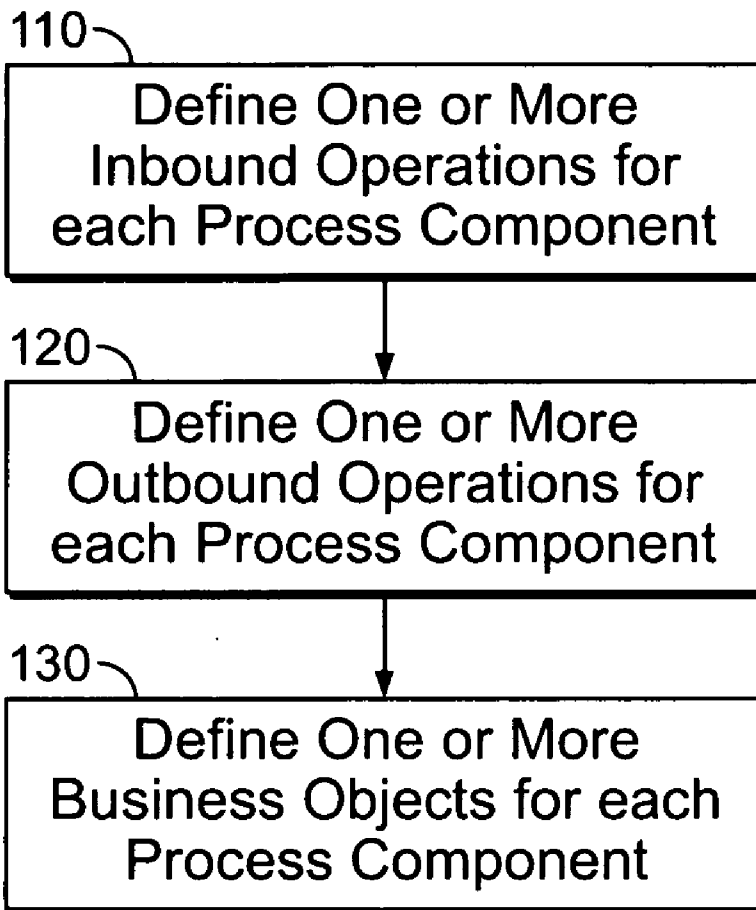 110
Define One or More
Inbound Operations for
each Process Component
120
Define One or More
Outbound Operations for
each Process Component
130
Define One or More
Business Objects for each
Process Component